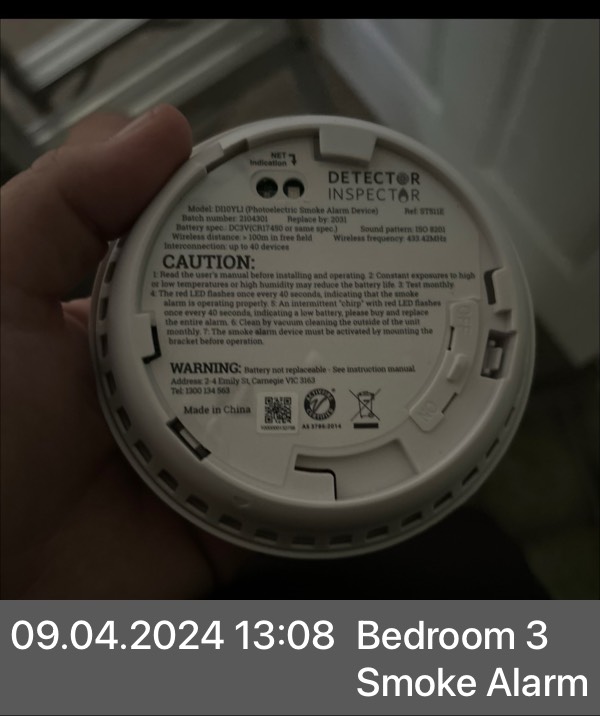 NET
Indication
DETECTOR
INSPECTOR
Model: DI10YL1 (Photoelectric Smoke Alarm Device) Ref: ST811E
Batch number: 2104301 Replace by: 2031
Battery spec.: DC3V(CR17450 or same spec.) Sound pattern: ISO 8201
Wireless distance: > 100m in free field Wireless frequency: 433.42MHz
Interconnection: up to 40 devices
CAUTION:
1: Read the user's manual before installing and operating. 2: Constant exposures to high
or low temperatures or high humidity may reduce the battery life. 3: Test monthly.
4: The red LED flashes once every 40 seconds, indicating that the smoke
alarm is operating properly. 5: An intermittent "chirp" with red LED flashes
once every 40 seconds, indicating a low battery, please buy and replace
the entire alarm. 6: Clean by vacuum cleaning the outside of the unit
monthly. 7: The smoke alarm device must be activated by mounting the
bracket before operation.
OFF
ON
WARNING: Battery not replaceable - See instruction manual.
Address: 2-4 Emily St, Carnegie VIC 3163
Tel: 1300 134 563
Made in China
AS 3786:2014
09.04.2024 13:08 Bedroom 3
Smoke Alarm